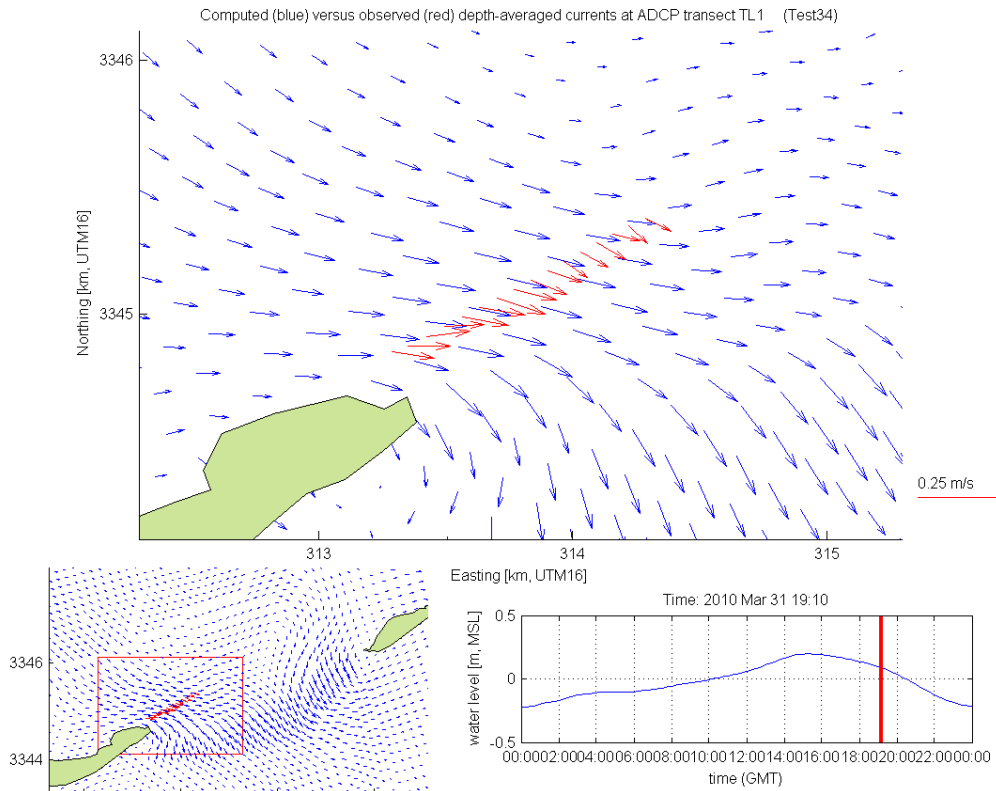 Computed (blue) versus observed (red) depth-averaged currents at ADCP transect TL1 (Test34)
3346
3345
Northing [km, UTM16]
0.25 m/s
313 314 315
Easting [km, UTM16]
3346
3344
Time: 2010 Mar 31 19:10
0.5
0
-0.5
water level [m, MSL]
00:0002:0004:0006:0008:0010:0012:0014:0016:0018:0020:0022:0000:00
time (GMT)